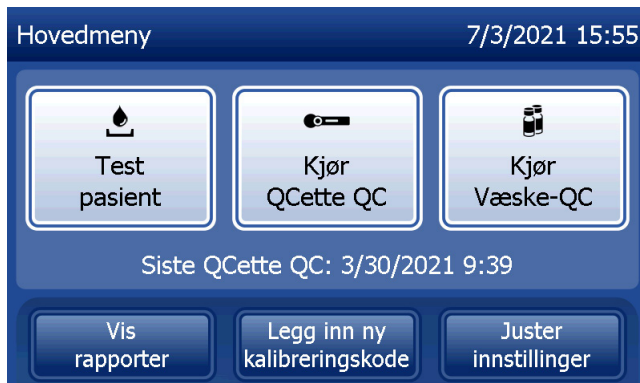 Hovedmeny 7/3/2021 15:55
Test
pasient
Kjør
QCette QC
Kjør
Væske-QC
Siste QCette QC: 3/30/2021 9:39
Vis
rapporter
Legg inn ny
kalibreringskode
Juster
innstillinger